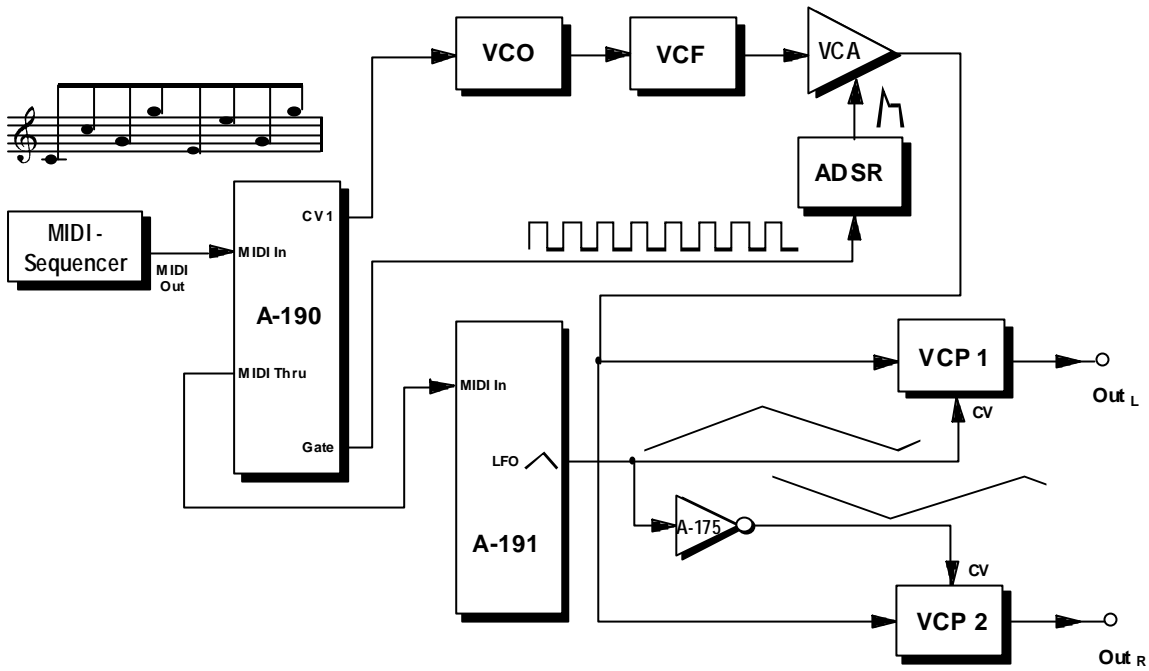 VCO
VCF
VCA
ADSR
MIDI -
Sequencer
MIDI
Out
CV1
MIDI In
A-190
MIDI Thru
Gate
MIDI In
LFO
A-191
A-175
VCP 1
CV
Out L
CV
VCP 2
Out R